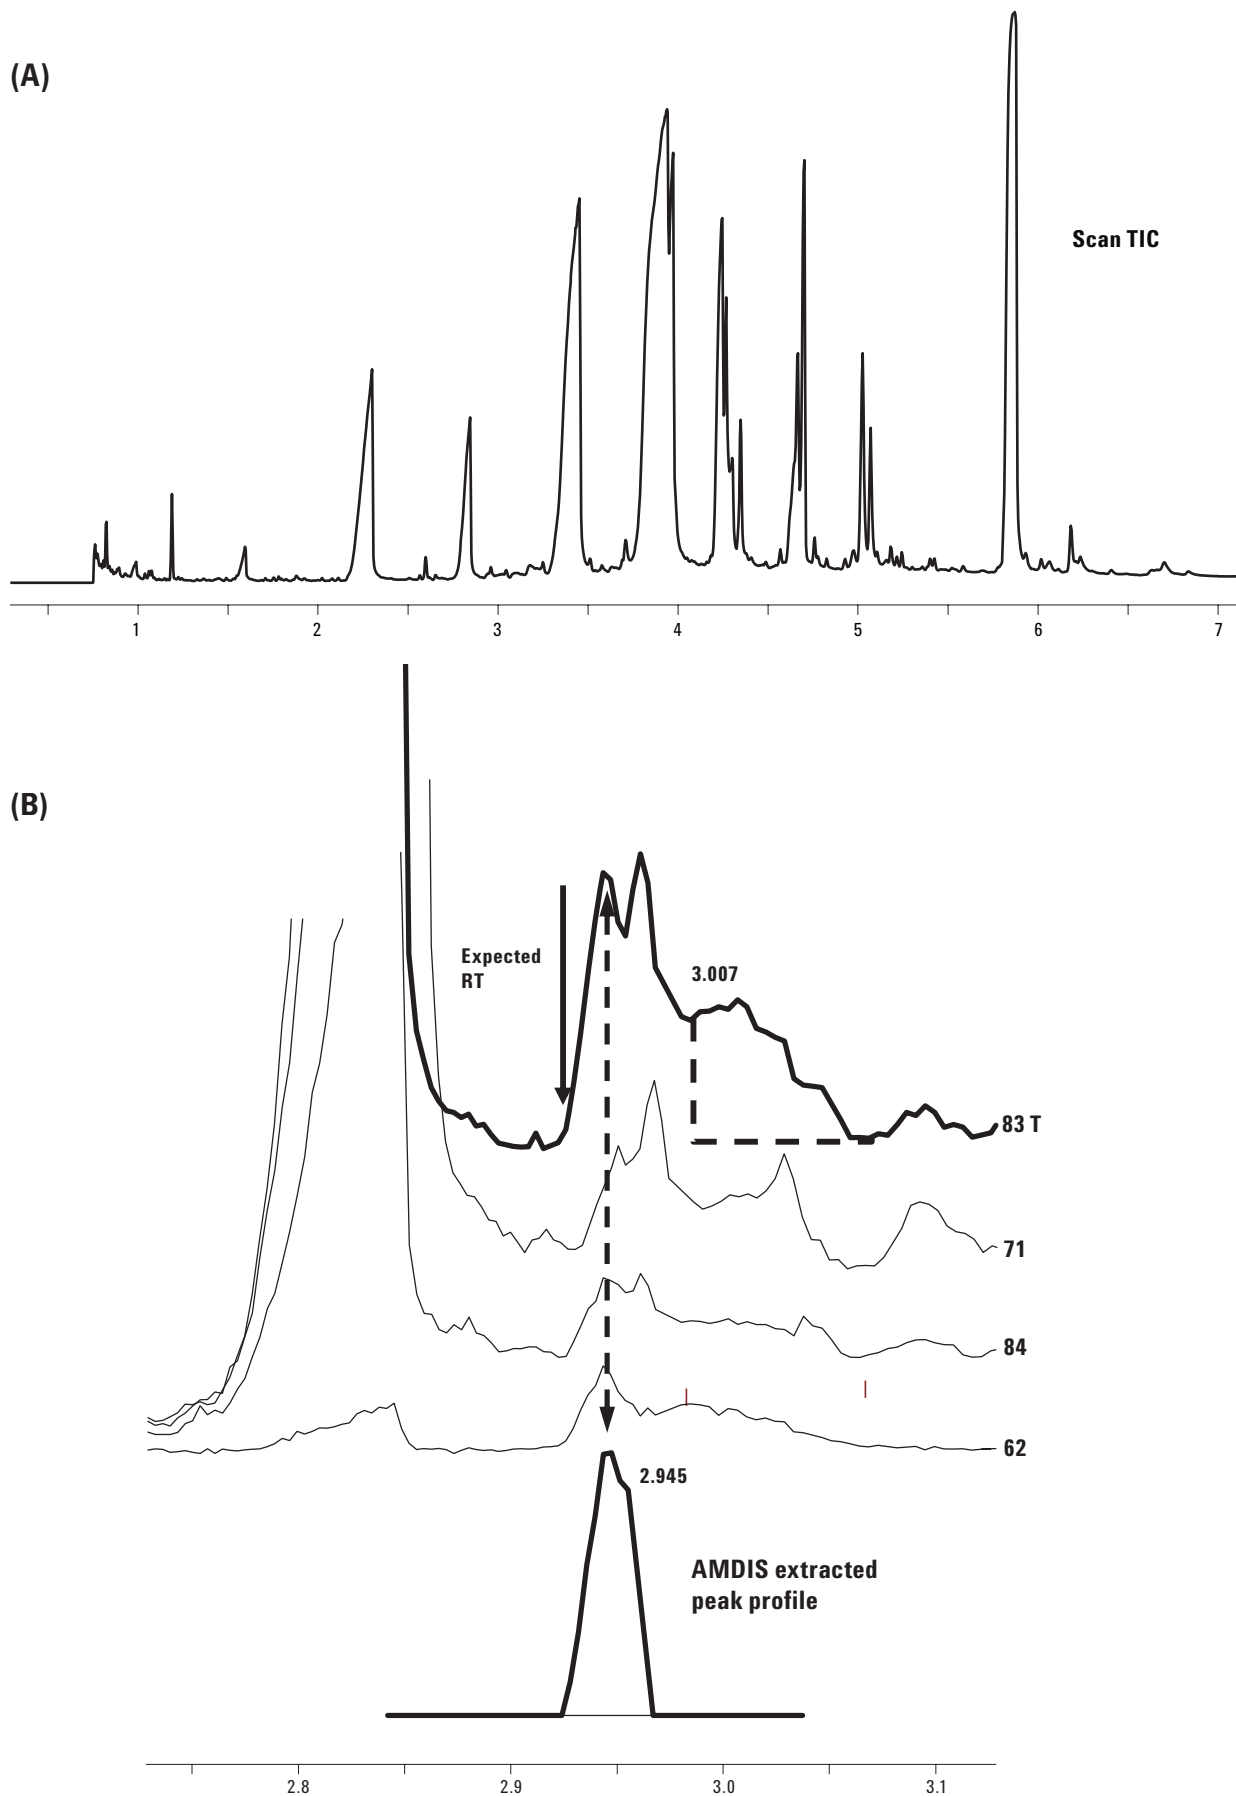 (A)
Scan TIC
1 2 3 4 5 6 7
(B)
Expected
RT
3.007
83 T
71
84
62
2.945
AMDIS extracted
peak profile
2.8 2.9 3.0 3.1